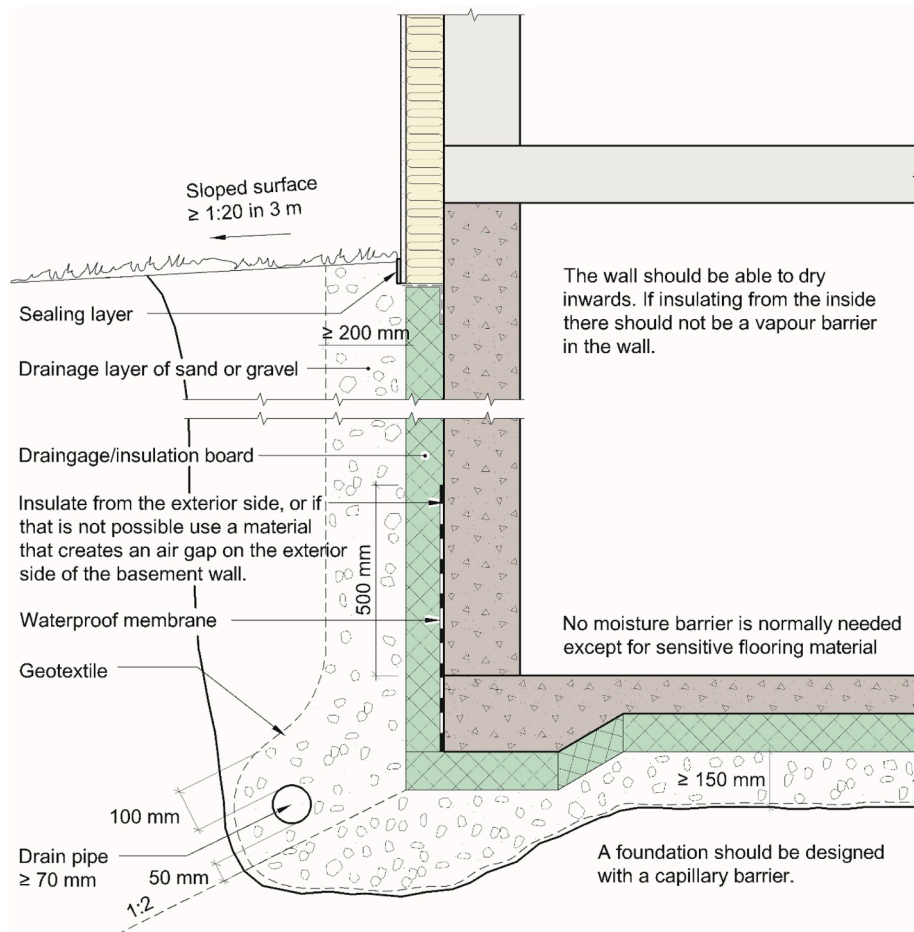 Sloped surface
≥ 1:20 in 3 m
Sealing layer
≥ 200 mm
Drainage layer of sand or gravel
The wall should be able to dry
inwards. If insulating from the inside
there should not be a vapour barrier
in the wall.
Draingage/insulation board
Insulate from the exterior side, or if
that is not possible use a material
that creates an air gap on the exterior
side of the basement wall.
500 mm
Waterproof membrane
Geotextile
No moisture barrier is normally needed
except for sensitive flooring material
≥ 150 mm
100 mm
Drain pipe
≥ 70 mm
50 mm
1:2
A foundation should be designed
with a capillary barrier.